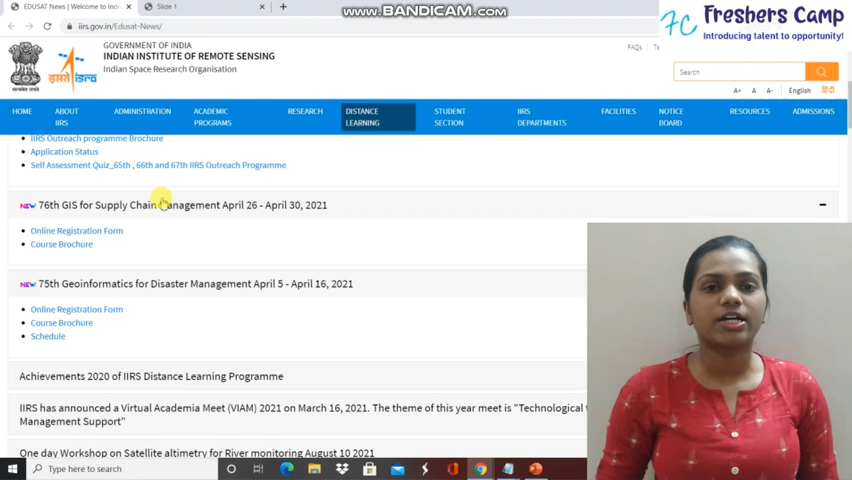 EDUSAT News | Welcome to Indi
Slide 1
www.BANDICAM.com
FC Freshers Camp
Introducing talent to opportunity!
iirs.gov.in/Edusat-News/
GOVERNMENT OF INDIA
INDIAN INSTITUTE OF REMOTE SENSING
Indian Space Research Organisation
इसरो isro
FAQs
Te
Search
A+ A A- English हिंदी
HOME
ABOUT IIRS
ADMINISTRATION
ACADEMIC PROGRAMS
RESEARCH
DISTANCE LEARNING
STUDENT SECTION
IIRS DEPARTMENTS
FACILITIES
NOTICE BOARD
RESOURCES
ADMISSIONS
IIRS Outreach programme Brochure
Application Status
Self Assessment Quiz_65th , 66th and 67th IIRS Outreach Programme
NEW 76th GIS for Supply Chain Management April 26 - April 30, 2021
Online Registration Form
Course Brochure
NEW 75th Geoinformatics for Disaster Management April 5 - April 16, 2021
Online Registration Form
Course Brochure
Schedule
Achievements 2020 of IIRS Distance Learning Programme
IIRS has announced a Virtual Academia Meet (VIAM) 2021 on March 16, 2021. The theme of this year meet is "Technological
Management Support")
One day Workshop on Satellite altimetry for River monitoring August 10 2021
Type here to search